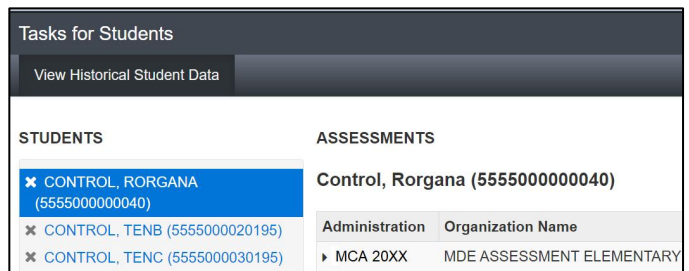 Tasks for Students
View Historical Student Data
STUDENTS
✖ CONTROL, RORGANA
(5555000000040)
✖ CONTROL, TENB (5555000020195)
✖ CONTROL, TENC (5555000030195)
ASSESSMENTS
Control, Rorgana (5555000000040)
Administration Organization Name
MCA 20XX MDE ASSESSMENT ELEMENTARY